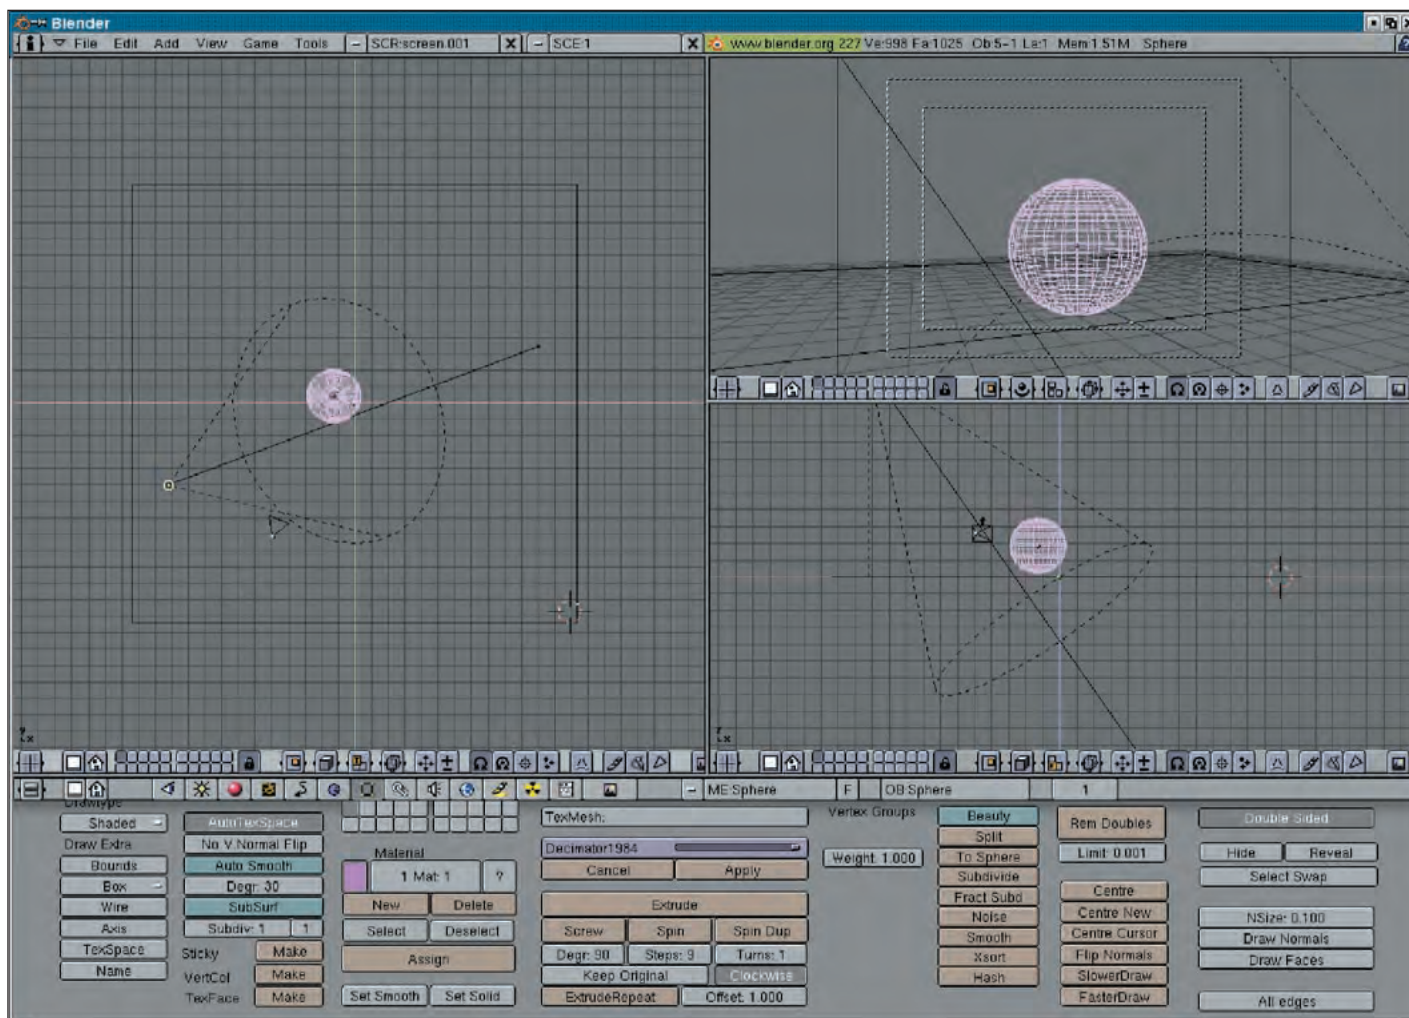 Blender
File Edit Add View Game Tools SCR:screen.001 X SCE:1 X www.blender.org 227 Ve:998 Fa:1025 Ob:5-1 La:1 Mem:1.51M Sphere
ME:Sphere F OB:Sphere 1
Drawtype
Shaded
Draw Extra
Bounds
Box
Wire
Axis
TexSpace
Name
AutoTexSpace
No V.Normal Flip
Auto Smooth
Degr: 30
SubSurf
Subdiv: 1 1
Sticky Make
VertCol Make
TexFace Make
Material
1 Mat: 1 ?
New Delete
Select Deselect
Assign
Set Smooth Set Solid
TexMesh:
Decimator1984
Cancel Apply
Extrude
Screw Spin Spin Dup
Degr: 90 Steps: 9 Turns: 1
Keep Original Clockwise
ExtrudeRepeat Offset: 1.000
Vertex Groups
Weight: 1.000
Beauty
Split
To Sphere
Subdivide
Fract Subd
Noise
Smooth
Xsort
Hash
Rem Doubles
Limit: 0.001
Centre
Centre New
Centre Cursor
Flip Normals
SlowerDraw
FasterDraw
Double Sided
Hide Reveal
Select Swap
NSize: 0.100
Draw Normals
Draw Faces
All edges